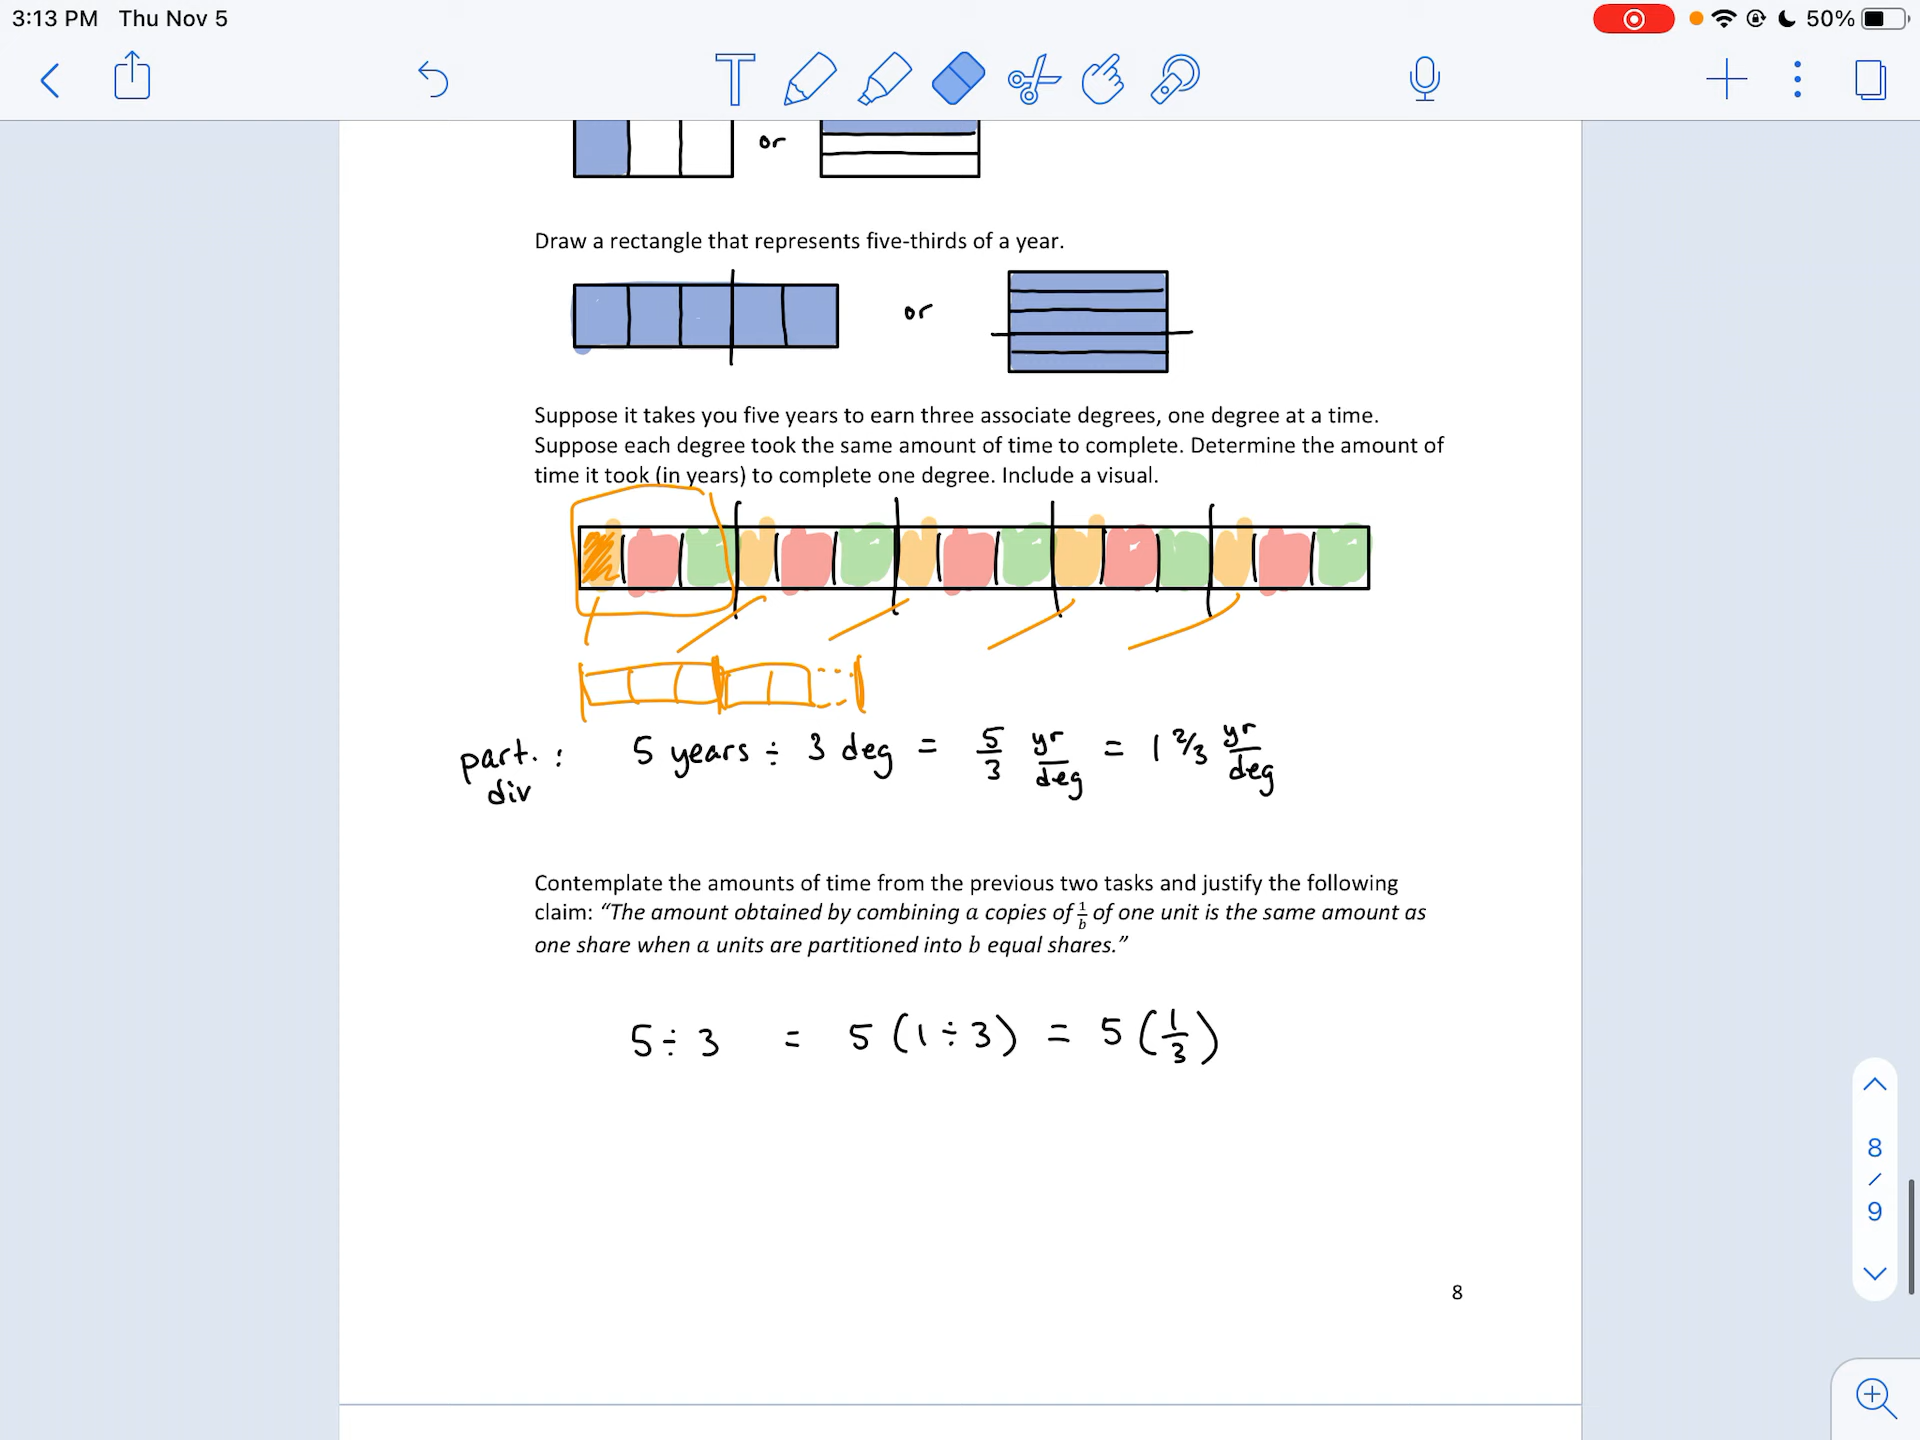 3:13 PM Thu Nov 5
50%
T
or
Draw a rectangle that represents five-thirds of a year.
or
Suppose it takes you five years to earn three associate degrees, one degree at a time.
Suppose each degree took the same amount of time to complete. Determine the amount of
time it took (in years) to complete one degree. Include a visual.
part. : 5 years ÷ 3 deg = 5/3 yr/deg = 1 2/3 yr/deg
div
Contemplate the amounts of time from the previous two tasks and justify the following
claim: “The amount obtained by combining a copies of 1/b of one unit is the same amount as
one share when a units are partitioned into b equal shares.”
5 ÷ 3 = 5 (1 ÷ 3) = 5 (1/3)
8
/
9
8